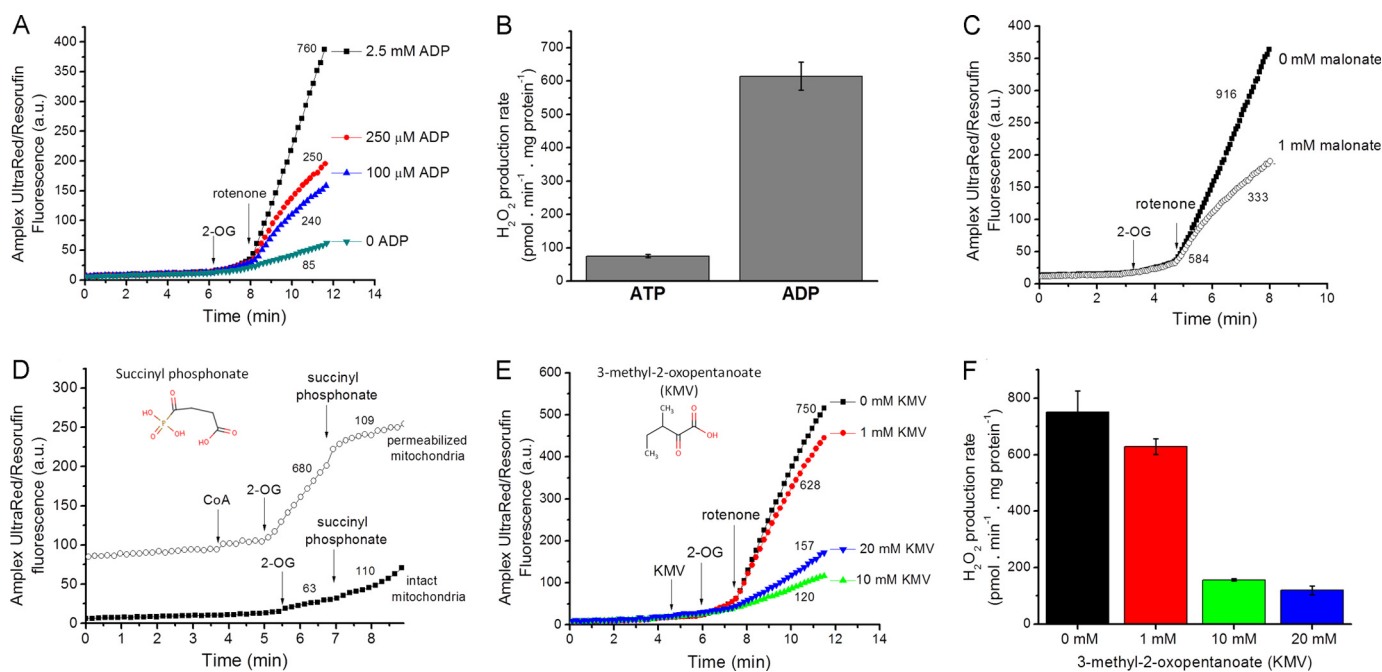 A
Amplex UltraRed/Resorufin
Fluorescence (a.u.)
400
350
300
250
200
150
100
50
0
760
2.5 mM ADP
250 μM ADP
250
100 μM ADP
240
0 ADP
85
rotenone
2-OG
0 2 4 6 8 10 12 14
Time (min)
B
H2O2 production rate
(pmol. min-1 . mg protein-1)
700
600
500
400
300
200
100
0
ATP ADP
C
Amplex UltraRed/Resorufin
Fluorescence (a.u.)
400
350
300
250
200
150
100
50
0
0 mM malonate
916
1 mM malonate
333
rotenone
2-OG
584
0 2 4 6 8 10
Time (min)
D
Amplex UltraRed/Resorufin
fluorescence (a.u.)
300
250
200
150
100
50
0
Succinyl phosphonate
O
HO
P
O
OH
HO
O
succinyl
phosphonate
109
permeabilized
mitochondria
680
CoA
2-OG
succinyl
phosphonate
2-OG
63
110
intact
mitochondria
0 1 2 3 4 5 6 7 8
Time (min)
E
Amplex UltraRed/Resorufin
Fluorescence (a.u.)
600
500
400
300
200
100
0
3-methyl-2-oxopentanoate
(KMV)
CH3
O
OH
CH3
O
750
0 mM KMV
1 mM KMV
628
rotenone
2-OG
KMV
157
20 mM KMV
10 mM KMV
120
0 2 4 6 8 10 12 14
Time (min)
F
H2O2 production rate
(pmol. min-1 . mg protein-1)
800
600
400
200
0
0 mM 1 mM 10 mM 20 mM
3-methyl-2-oxopentanoate (KMV)